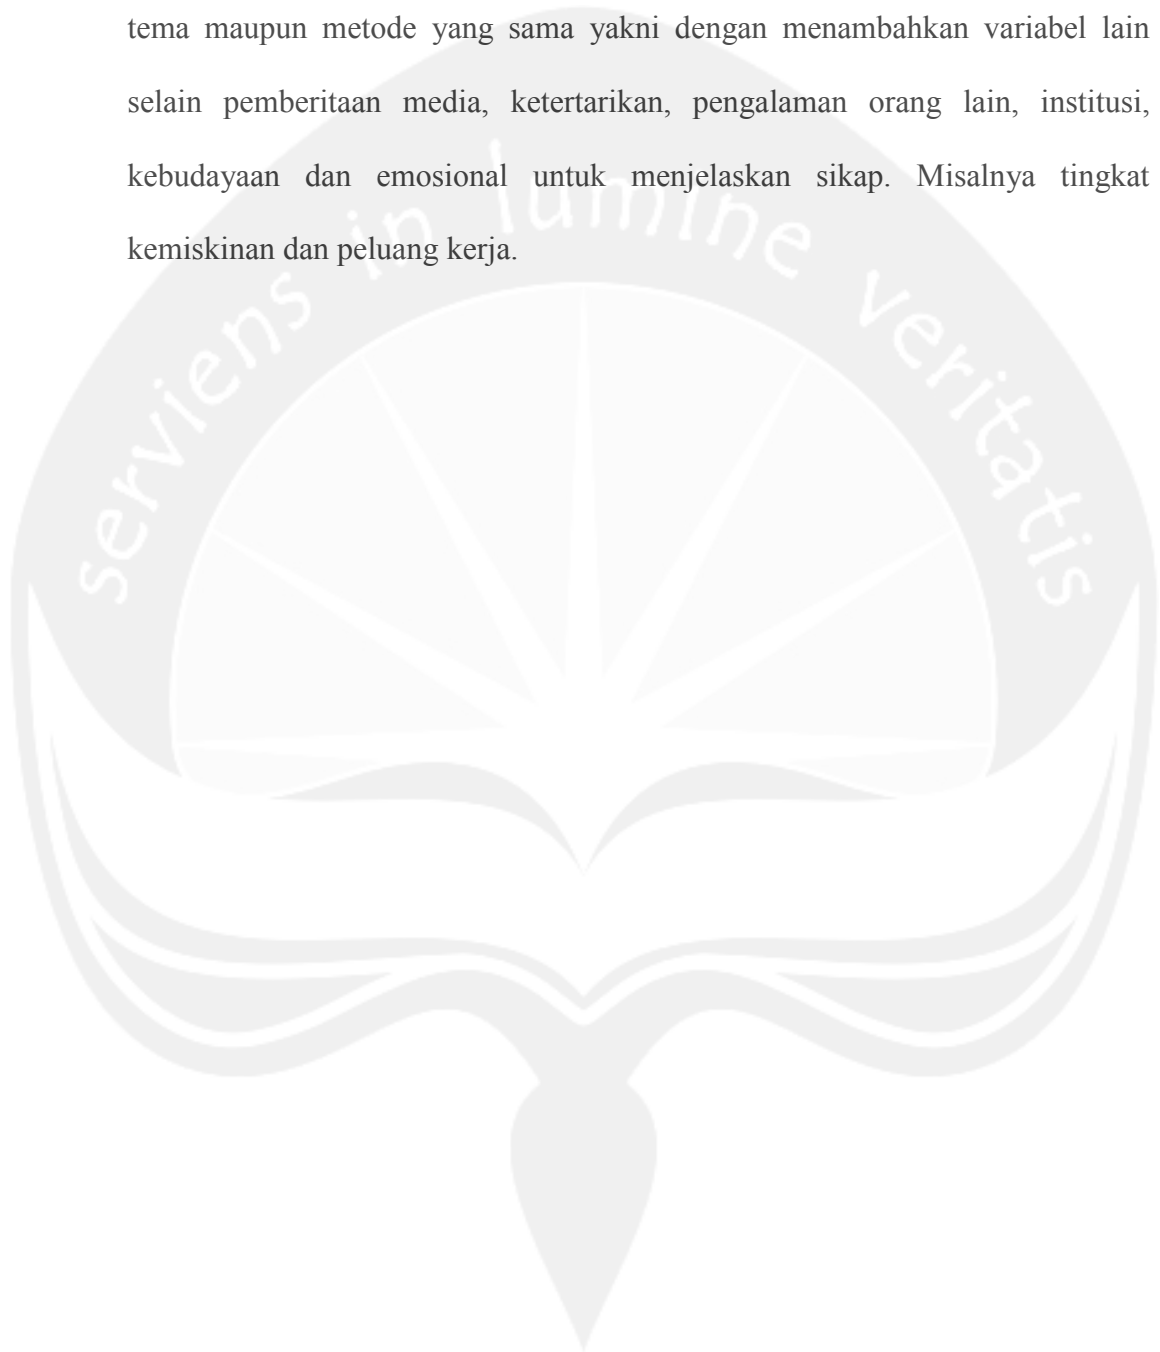 tema maupun metode yang sama yakni dengan menambahkan variabel lain
selain pemberitaan media, ketertarikan, pengalaman orang lain, institusi,
kebudayaan dan emosional untuk menjelaskan sikap. Misalnya tingkat
kemiskinan dan peluang kerja.
serviens in lumine veritatis